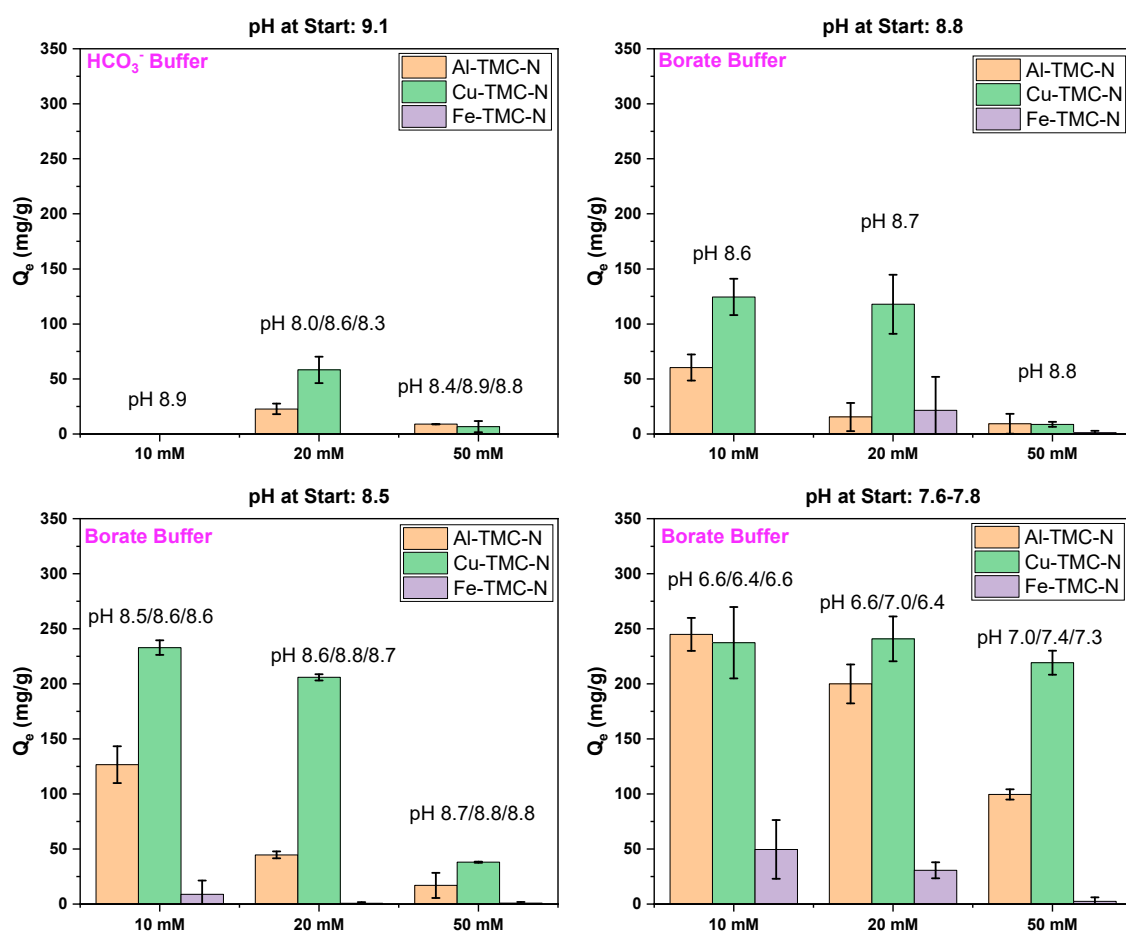 pH at Start: 9.1
HCO₃⁻ Buffer
Al-TMC-N
Cu-TMC-N
Fe-TMC-N
350
300
250
200
150
100
50
0
Qₑ (mg/g)
pH 8.9
pH 8.0/8.6/8.3
pH 8.4/8.9/8.8
10 mM
20 mM
50 mM
pH at Start: 8.8
Borate Buffer
Al-TMC-N
Cu-TMC-N
Fe-TMC-N
350
300
250
200
150
100
50
0
Qₑ (mg/g)
pH 8.6
pH 8.7
pH 8.8
10 mM
20 mM
50 mM
pH at Start: 8.5
Borate Buffer
Al-TMC-N
Cu-TMC-N
Fe-TMC-N
350
300
250
200
150
100
50
0
Qₑ (mg/g)
pH 8.5/8.6/8.6
pH 8.6/8.8/8.7
pH 8.7/8.8/8.8
10 mM
20 mM
50 mM
pH at Start: 7.6-7.8
Borate Buffer
Al-TMC-N
Cu-TMC-N
Fe-TMC-N
350
300
250
200
150
100
50
0
Qₑ (mg/g)
pH 6.6/6.4/6.6
pH 6.6/7.0/6.4
pH 7.0/7.4/7.3
10 mM
20 mM
50 mM